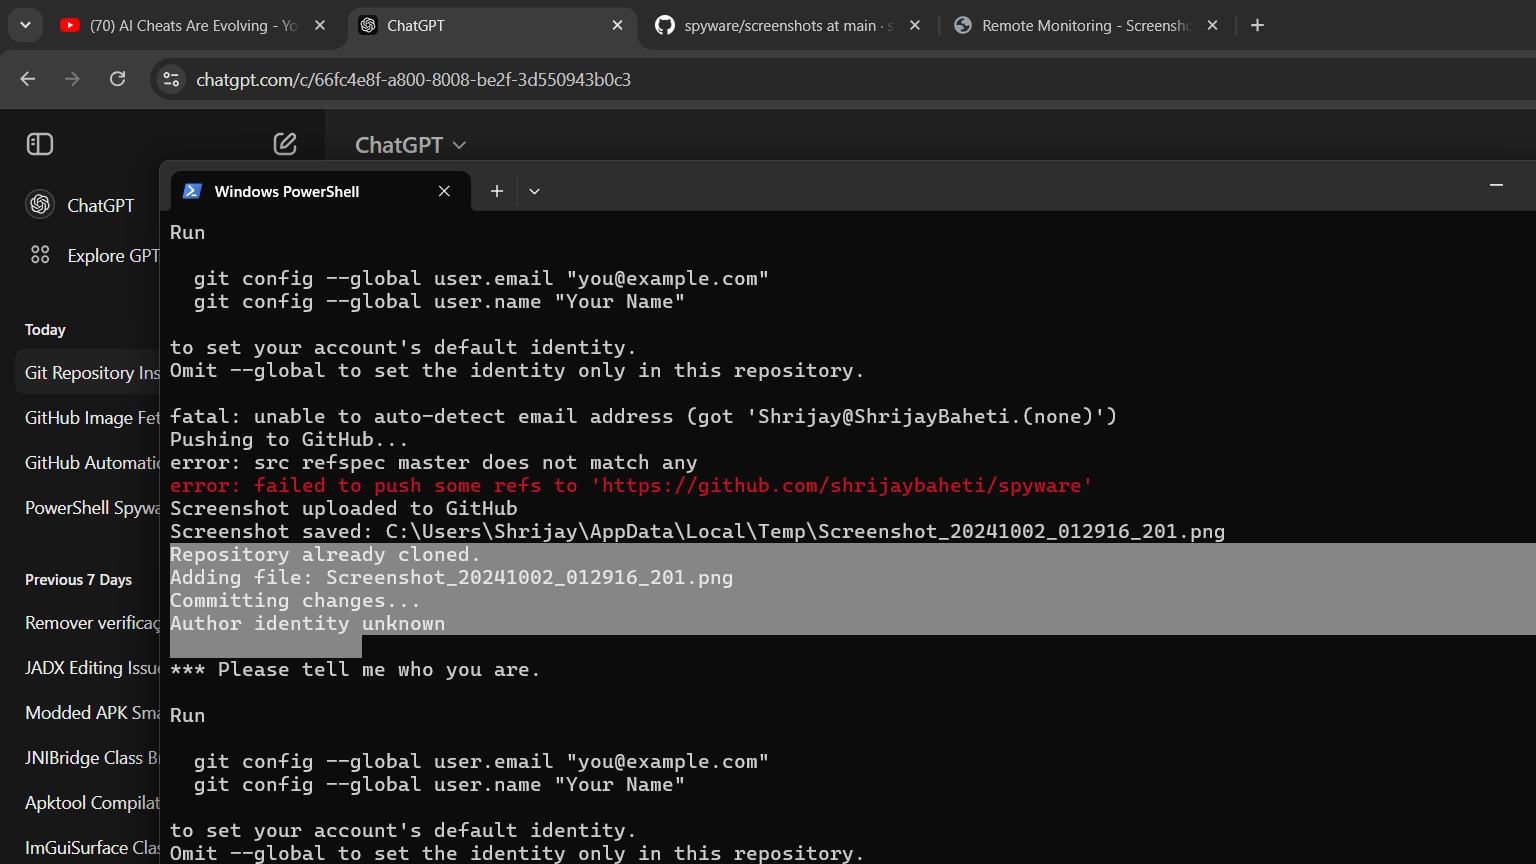 (70) AI Cheats Are Evolving - Yo
ChatGPT
spyware/screenshots at main · s
Remote Monitoring - Screensho
chatgpt.com/c/66fc4e8f-a800-8008-be2f-3d550943b0c3
ChatGPT
ChatGPT
Explore GPT
Today
Git Repository Ins
GitHub Image Fet
GitHub Automatic
PowerShell Spywa
Previous 7 Days
Remover verificaç
JADX Editing Issue
Modded APK Sma
JNIBridge Class B
Apktool Compilat
ImGuiSurface Clas
Windows PowerShell
Run
git config --global user.email "you@example.com"
git config --global user.name "Your Name"
to set your account's default identity.
Omit --global to set the identity only in this repository.
fatal: unable to auto-detect email address (got 'Shrijay@ShrijayBaheti.(none)')
Pushing to GitHub...
error: src refspec master does not match any
error: failed to push some refs to 'https://github.com/shrijaybaheti/spyware'
Screenshot uploaded to GitHub
Screenshot saved: C:\Users\Shrijay\AppData\Local\Temp\Screenshot_20241002_012916_201.png
Repository already cloned.
Adding file: Screenshot_20241002_012916_201.png
Committing changes...
Author identity unknown
*** Please tell me who you are.
Run
git config --global user.email "you@example.com"
git config --global user.name "Your Name"
to set your account's default identity.
Omit --global to set the identity only in this repository.